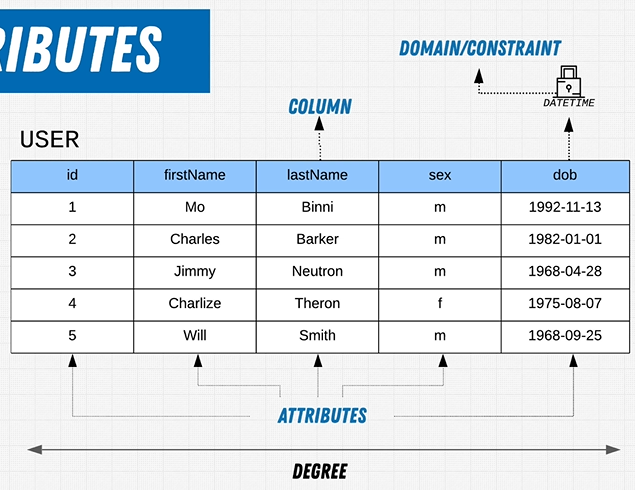 RIBUTES
DOMAIN/CONSTRAINT
DATETIME
COLUMN
USER
id firstName lastName sex dob
1 Mo Binni m 1992-11-13
2 Charles Barker m 1982-01-01
3 Jimmy Neutron m 1968-04-28
4 Charlize Theron f 1975-08-07
5 Will Smith m 1968-09-25
ATTRIBUTES
DEGREE